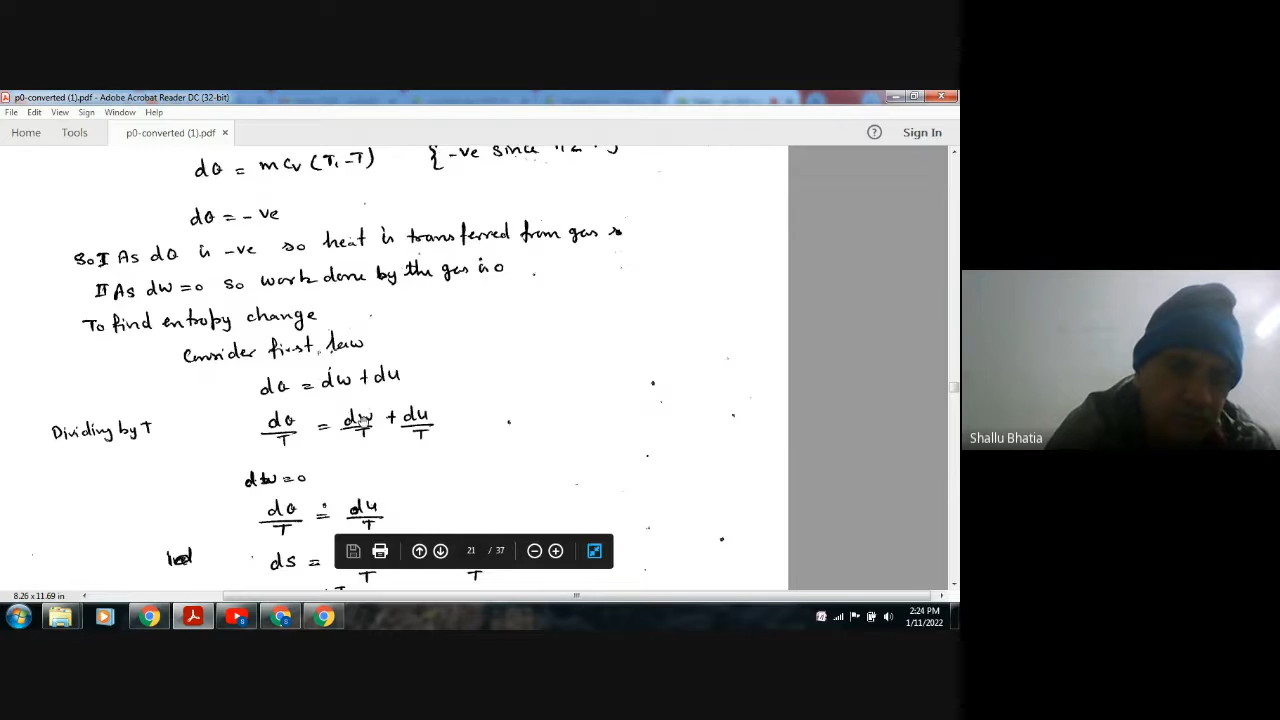 p0-converted (1).pdf - Adobe Acrobat Reader DC (32-bit)
File Edit View Sign Window Help
Home Tools p0-converted (1).pdf × Sign In
dQ = mCv (T1-T) {-ve since
dQ = -ve
So I As dQ is -ve so heat is transferred from gas
II As dW = 0 so work done by the gas is 0
To find entropy change
Consider first law
dQ = dW + dU
Dividing by T dQ/T = dW/T + dU/T
dW = 0
dQ/T = dU/T
dS =
T T
21 / 37
8.26 x 11.69 in
2:24 PM
1/11/2022
Shallu Bhatia